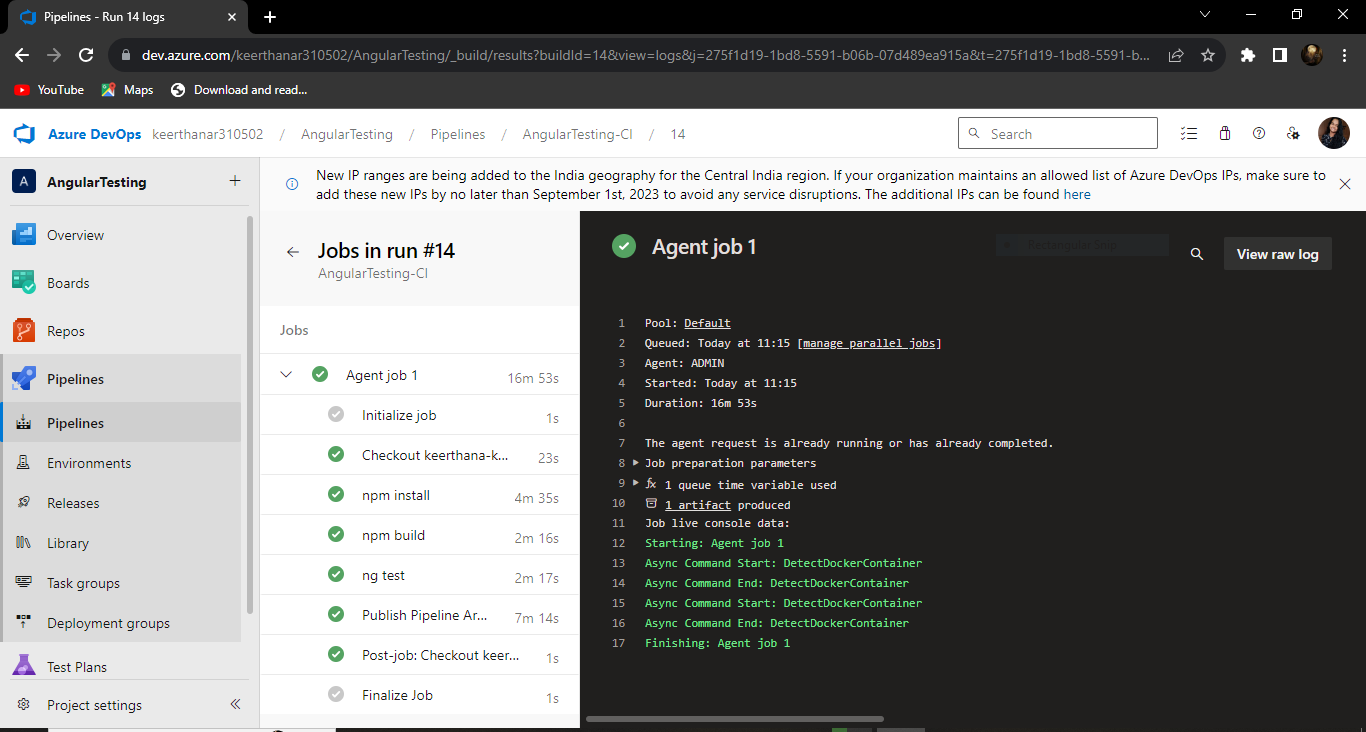 Pipelines - Run 14 logs
dev.azure.com/keerthanar310502/AngularTesting/_build/results?buildId=14&view=logs&j=275f1d19-1bd8-5591-b06b-07d489ea915a&t=275f1d19-1bd8-5591-b...
YouTube Maps Download and read...
Azure DevOps keerthanar310502 / AngularTesting / Pipelines / AngularTesting-CI / 14 Search
A AngularTesting
Overview
Boards
Repos
Pipelines
Pipelines
Environments
Releases
Library
Task groups
Deployment groups
Test Plans
Project settings
New IP ranges are being added to the India geography for the Central India region. If your organization maintains an allowed list of Azure DevOps IPs, make sure to
add these new IPs by no later than September 1st, 2023 to avoid any service disruptions. The additional IPs can be found here
Jobs in run #14
AngularTesting-CI
Jobs
Agent job 1 16m 53s
Initialize job 1s
Checkout keerthana-k... 23s
npm install 4m 35s
npm build 2m 16s
ng test 2m 17s
Publish Pipeline Ar... 7m 14s
Post-job: Checkout keer... 1s
Finalize Job 1s
Agent job 1
Rectangular Snip
View raw log
1 Pool: Default
2 Queued: Today at 11:15 [manage parallel jobs]
3 Agent: ADMIN
4 Started: Today at 11:15
5 Duration: 16m 53s
6
7 The agent request is already running or has already completed.
8 Job preparation parameters
9 fx 1 queue time variable used
10 1 artifact produced
11 Job live console data:
12 Starting: Agent job 1
13 Async Command Start: DetectDockerContainer
14 Async Command End: DetectDockerContainer
15 Async Command Start: DetectDockerContainer
16 Async Command End: DetectDockerContainer
17 Finishing: Agent job 1